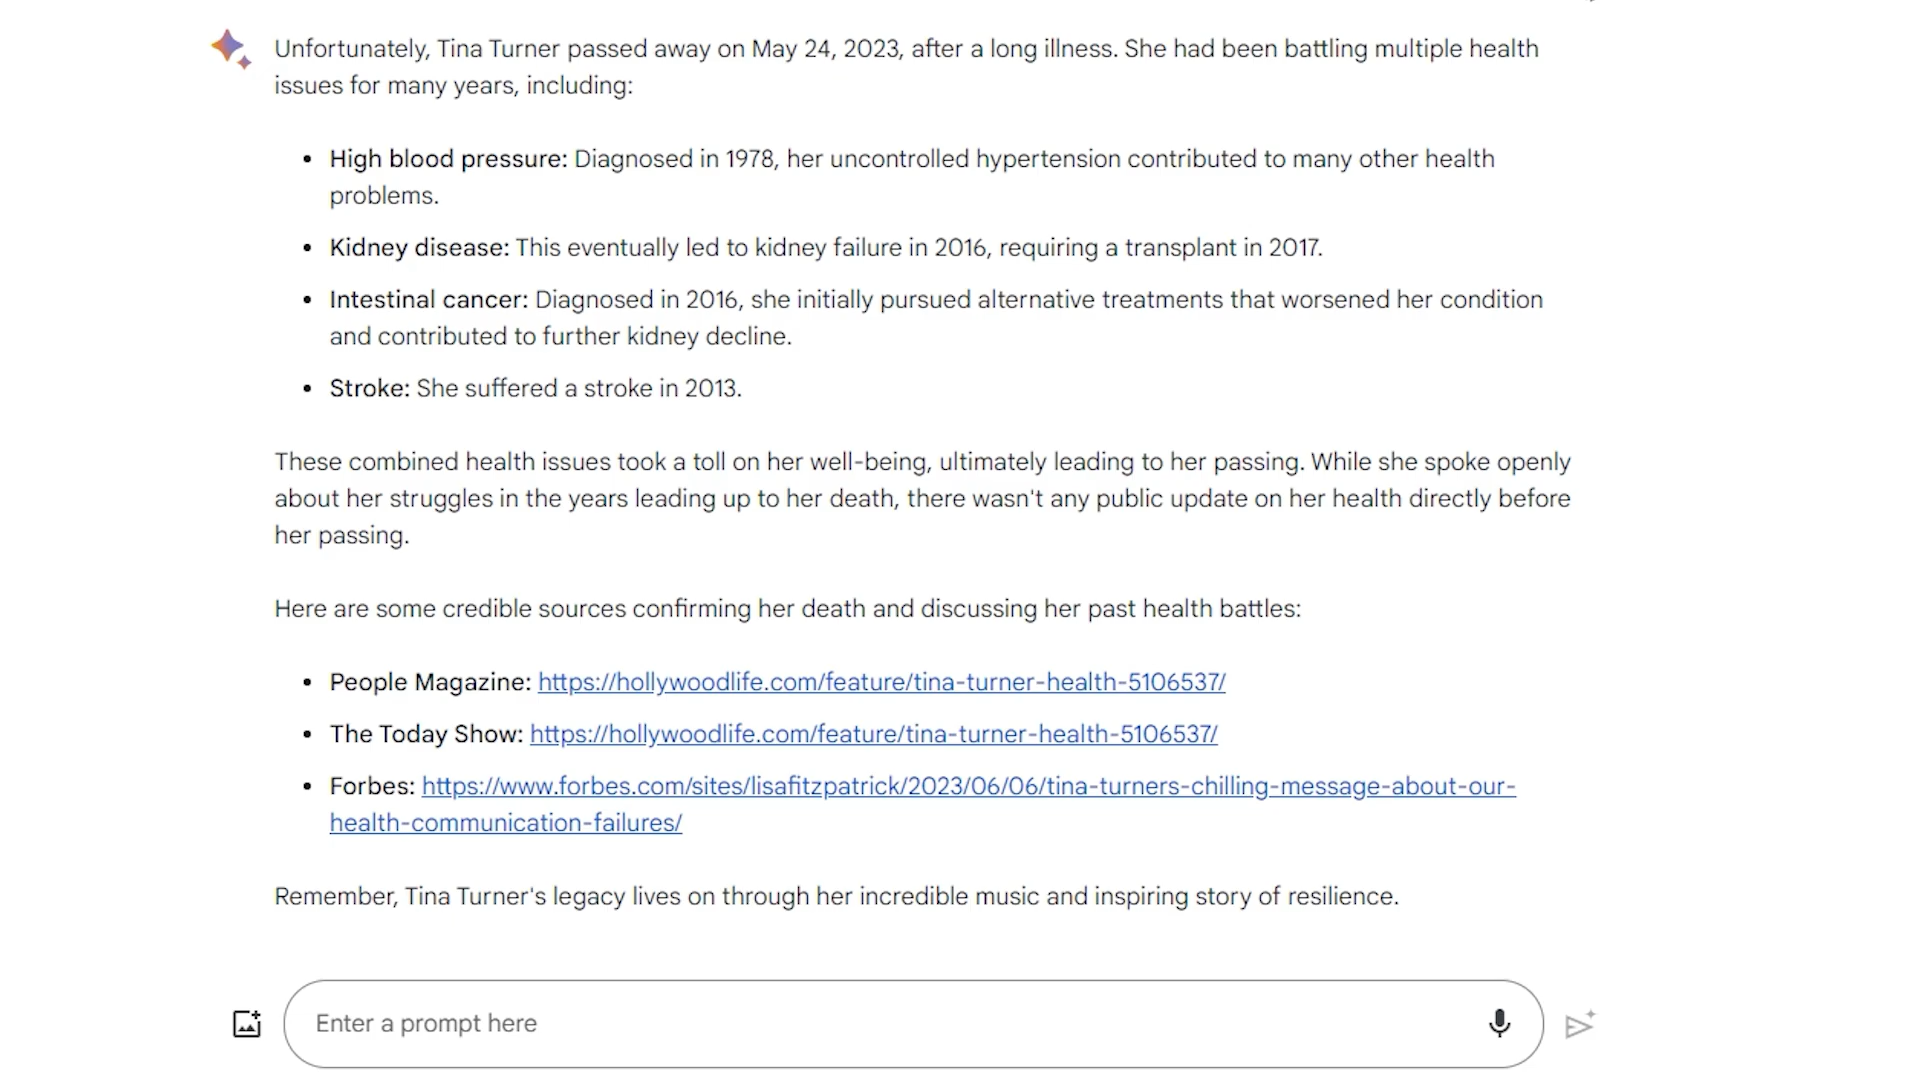 Unfortunately, Tina Turner passed away on May 24, 2023, after a long illness. She had been battling multiple health
issues for many years, including:
• High blood pressure: Diagnosed in 1978, her uncontrolled hypertension contributed to many other health
problems.
• Kidney disease: This eventually led to kidney failure in 2016, requiring a transplant in 2017.
• Intestinal cancer: Diagnosed in 2016, she initially pursued alternative treatments that worsened her condition
and contributed to further kidney decline.
• Stroke: She suffered a stroke in 2013.
These combined health issues took a toll on her well-being, ultimately leading to her passing. While she spoke openly
about her struggles in the years leading up to her death, there wasn't any public update on her health directly before
her passing.
Here are some credible sources confirming her death and discussing her past health battles:
• People Magazine: https://hollywoodlife.com/feature/tina-turner-health-5106537/
• The Today Show: https://hollywoodlife.com/feature/tina-turner-health-5106537/
• Forbes: https://www.forbes.com/sites/lisafitzpatrick/2023/06/06/tina-turners-chilling-message-about-our-
health-communication-failures/
Remember, Tina Turner's legacy lives on through her incredible music and inspiring story of resilience.
Enter a prompt here